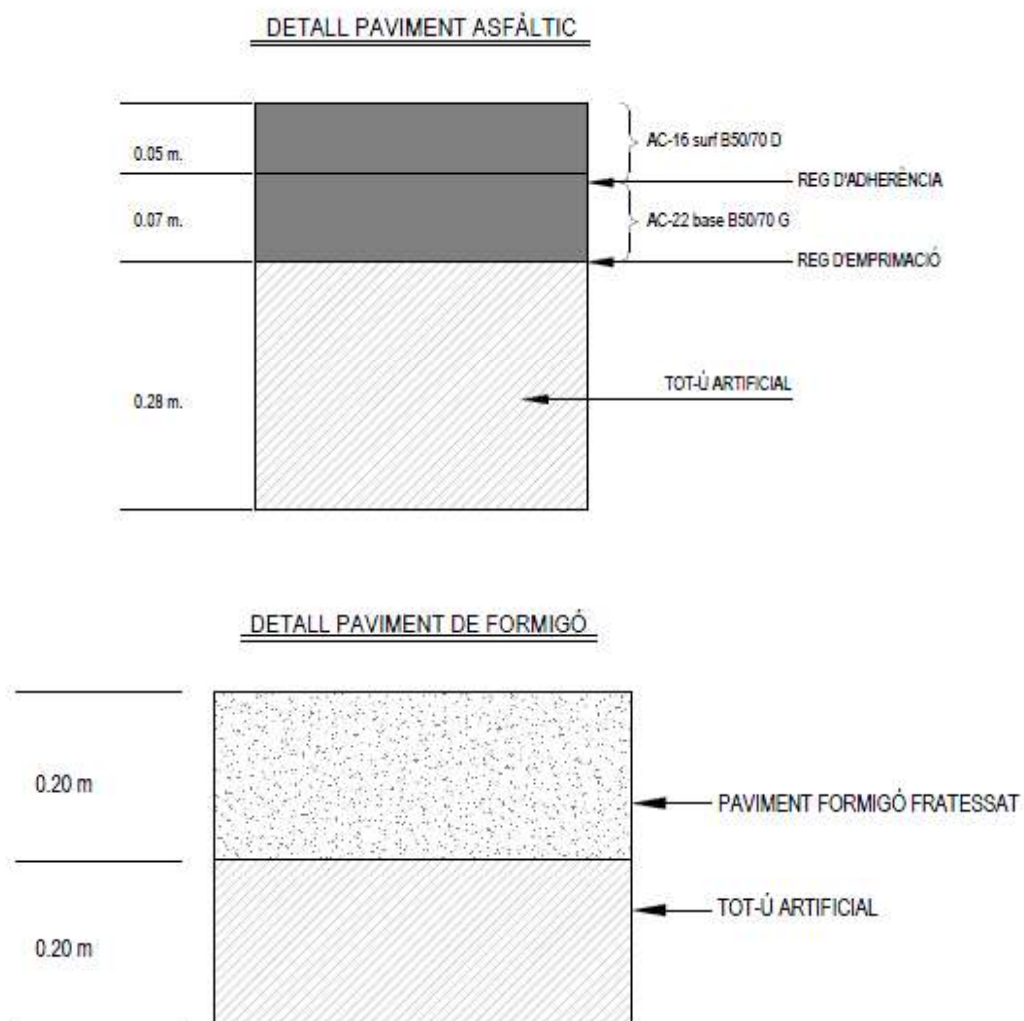 DETALL PAVIMENT ASFÀLTIC
0.05 m.
AC-16 surf B50/70 D
REG D'ADHERÈNCIA
0.07 m.
AC-22 base B50/70 G
REG D'EMPRIMACIÓ
TOT-Ú ARTIFICIAL
0.28 m.
DETALL PAVIMENT DE FORMIGÓ
0.20 m
PAVIMENT FORMIGÓ FRATESSAT
TOT-Ú ARTIFICIAL
0.20 m